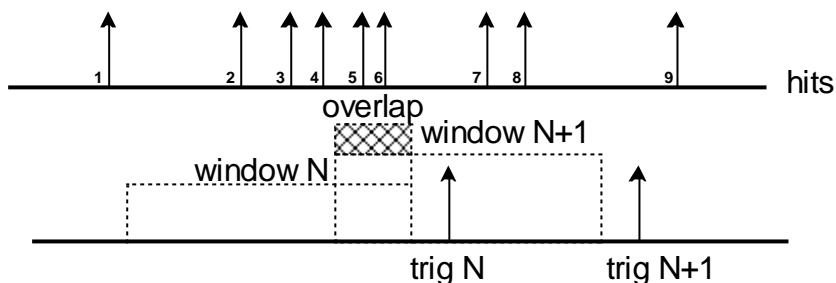 1 2 3 4 5 6 7 8 9
hits
overlap
window N+1
window N
trig N
trig N+1